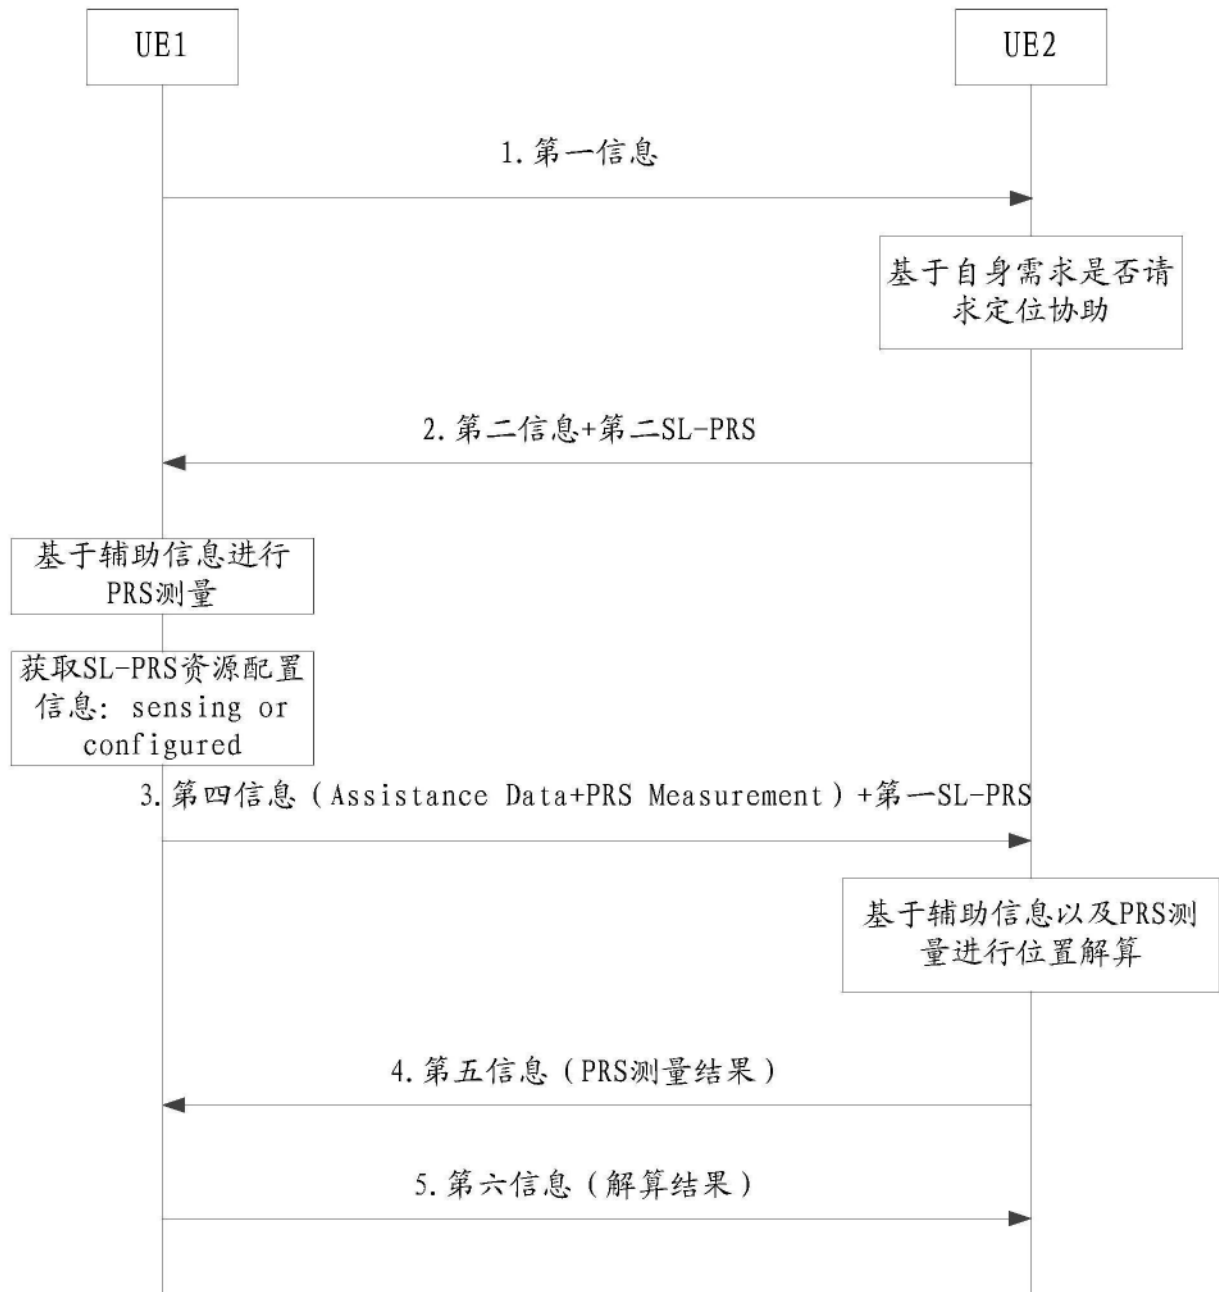 UE1
UE2
1. 第一信息
基于自身需求是否请
求定位协助
2. 第二信息+第二SL-PRS
基于辅助信息进行
PRS测量
获取SL-PRS资源配置
信息: sensing or
configured
3. 第四信息（Assistance Data+PRS Measurement）+第一SL-PRS
基于辅助信息以及PRS测
量进行位置解算
4. 第五信息（PRS测量结果）
5. 第六信息（解算结果）